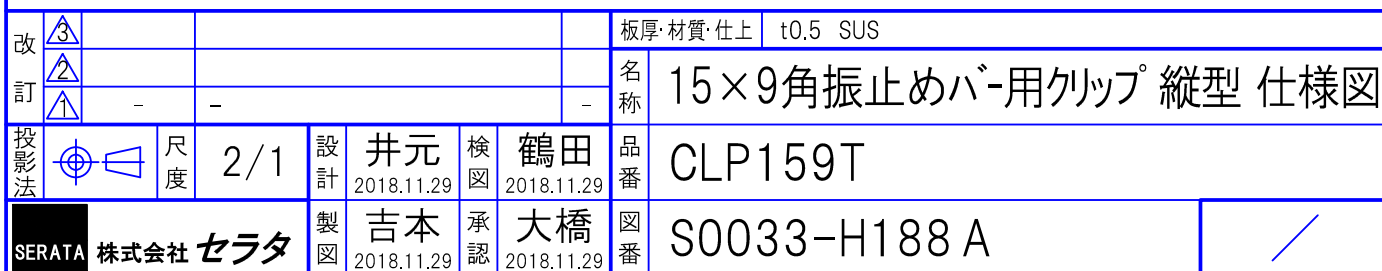 改訂
3
2
1 - - -
板厚・材質・仕上 t0.5 SUS
名称 15×9角振止めバー用クリップ 縦型 仕様図
投影法
尺度 2/1
設計 井元 2018.11.29
検図 鶴田 2018.11.29
品番 CLP159T
SERATA 株式会社 セラタ
製図 吉本 2018.11.29
承認 大橋 2018.11.29
図番 S0033-H188 A
/